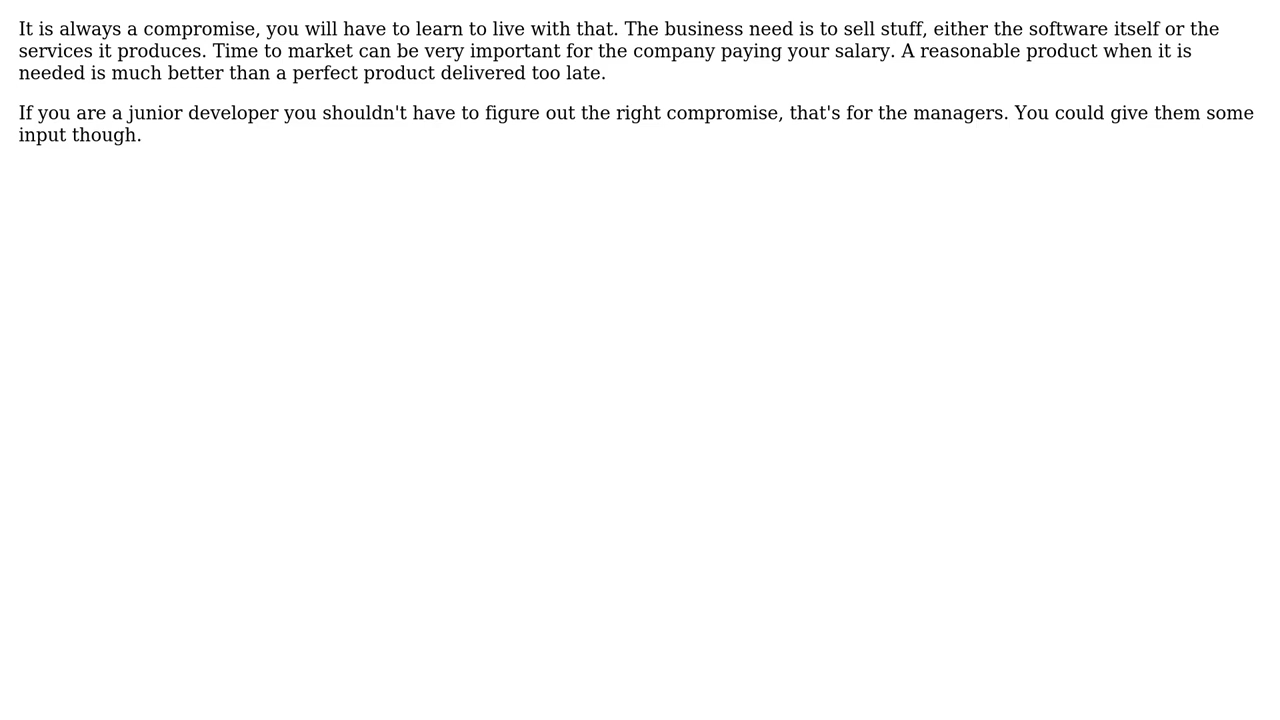 It is always a compromise, you will have to learn to live with that. The business need is to sell stuff, either the software itself or the
services it produces. Time to market can be very important for the company paying your salary. A reasonable product when it is
needed is much better than a perfect product delivered too late.
If you are a junior developer you shouldn't have to figure out the right compromise, that's for the managers. You could give them some
input though.